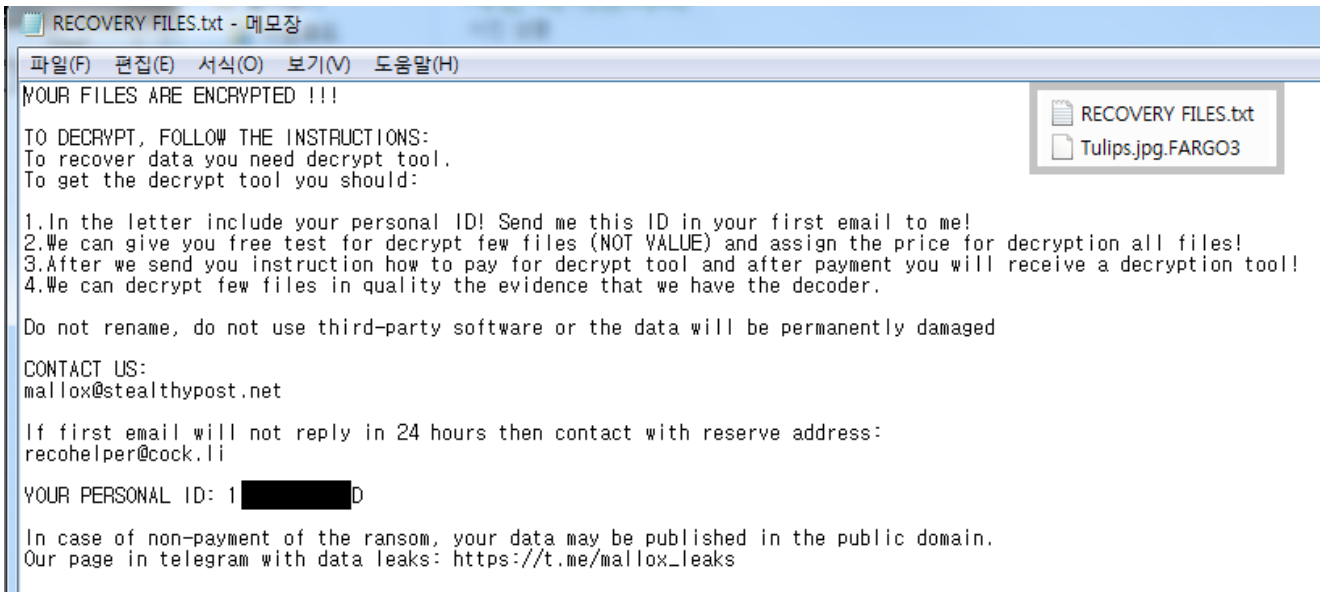 RECOVERY FILES.txt - 메모장
파일(F) 편집(E) 서식(O) 보기(V) 도움말(H)
YOUR FILES ARE ENCRYPTED !!!
TO DECRYPT, FOLLOW THE INSTRUCTIONS:
To recover data you need decrypt tool.
To get the decrypt tool you should:
1.In the letter include your personal ID! Send me this ID in your first email to me!
2.We can give you free test for decrypt few files (NOT VALUE) and assign the price for decryption all files!
3.After we send you instruction how to pay for decrypt tool and after payment you will receive a decryption tool!
4.We can decrypt few files in quality the evidence that we have the decoder.
Do not rename, do not use third-party software or the data will be permanently damaged
CONTACT US:
mallox@stealthypost.net
If first email will not reply in 24 hours then contact with reserve address:
recohelper@cock.li
YOUR PERSONAL ID: 1 D
In case of non-payment of the ransom, your data may be published in the public domain.
Our page in telegram with data leaks: https://t.me/mallox_leaks
RECOVERY FILES.txt
Tulips.jpg.FARGO3